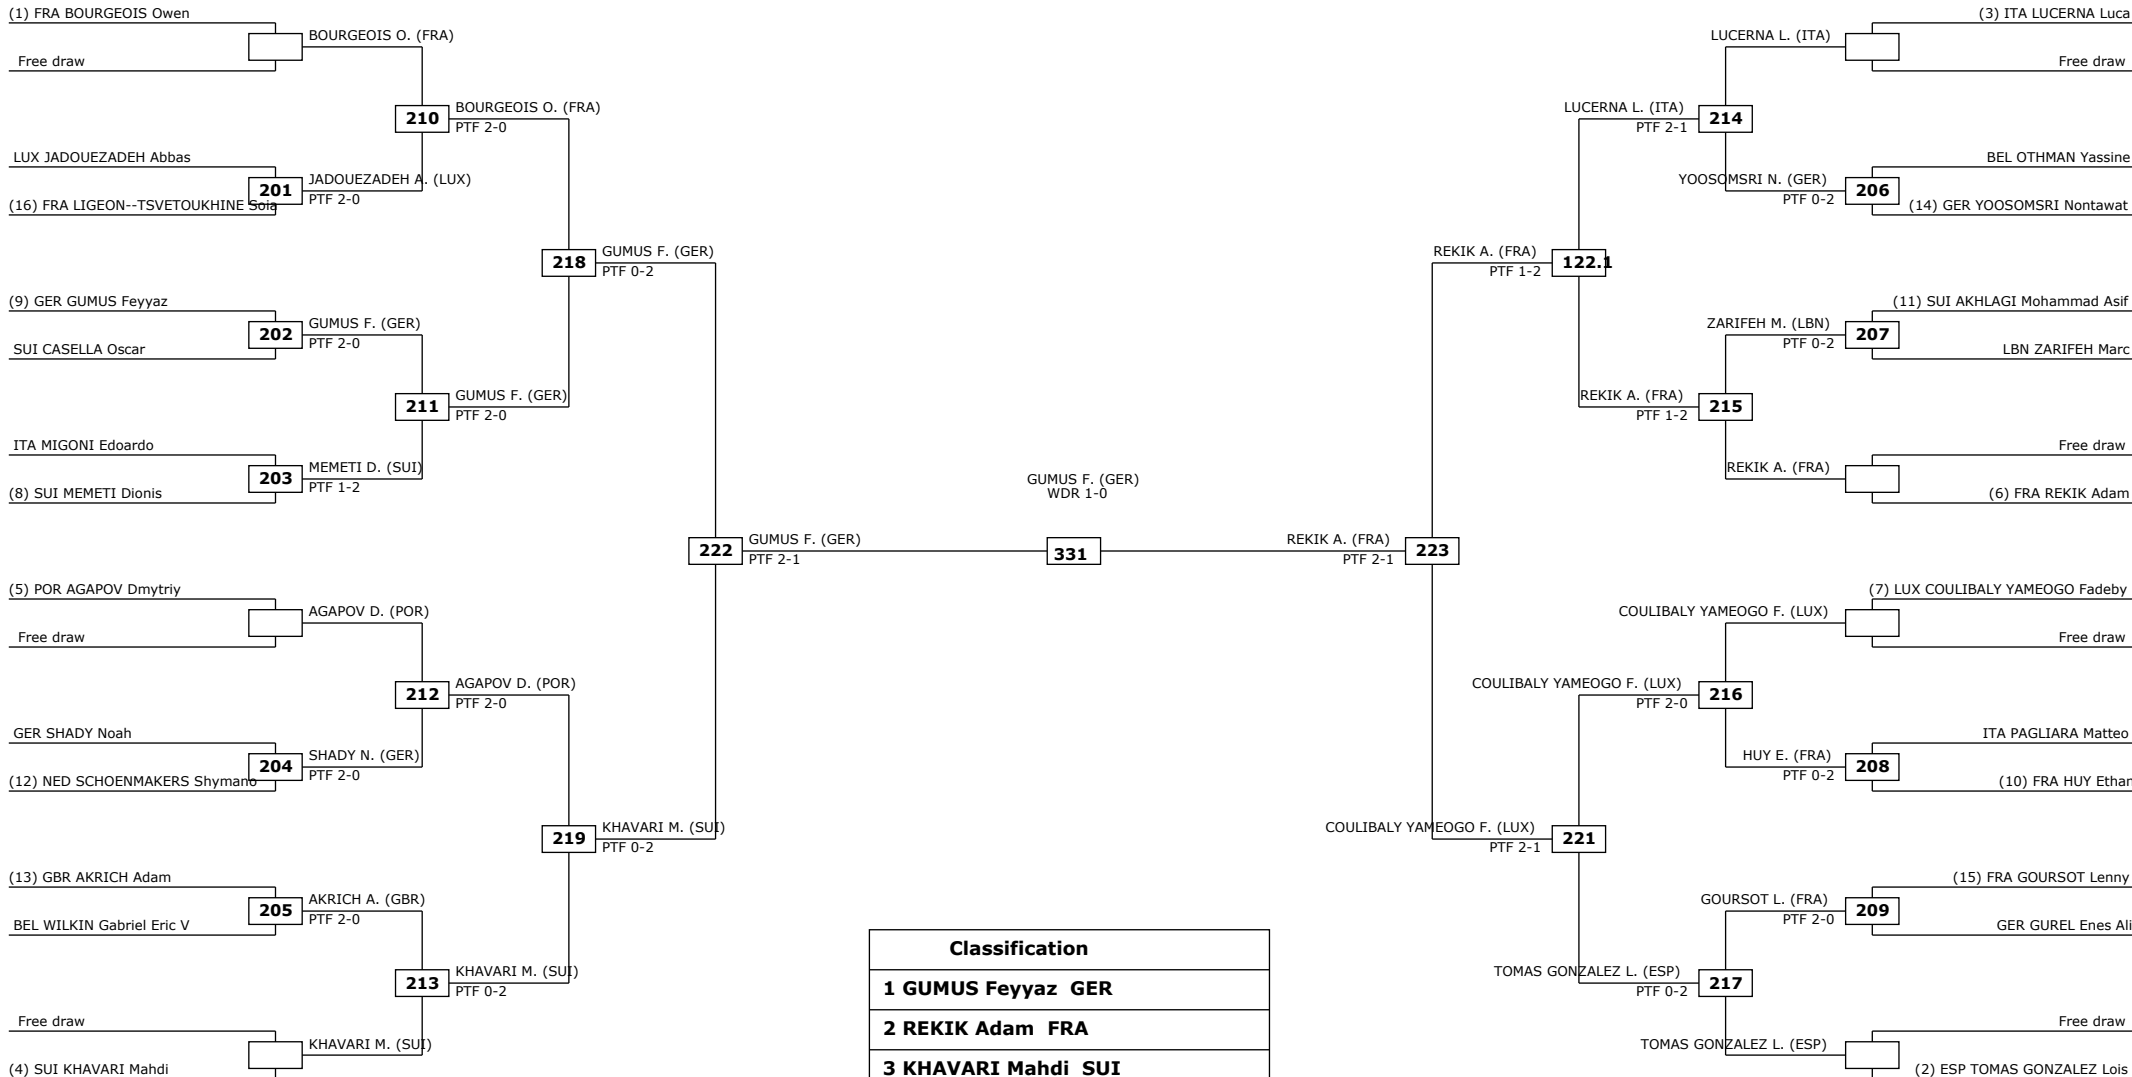 (1) FRA BOURGEOIS Owen
BOURGEOIS O. (FRA)
Free draw
210
BOURGEOIS O. (FRA)
PTF 2-0
LUX JADOUEZADEH Abbas
201
JADOUEZADEH A. (LUX)
PTF 2-0
(16) FRA LIGEON--TSVETOUKHINE Soia
218
GUMUS F. (GER)
PTF 0-2
(9) GER GUMUS Feyyaz
202
GUMUS F. (GER)
PTF 2-0
SUI CASELLA Oscar
211
GUMUS F. (GER)
PTF 2-0
ITA MIGONI Edoardo
203
MEMETI D. (SUI)
PTF 1-2
(8) SUI MEMETI Dionis
222
GUMUS F. (GER)
PTF 2-1
(5) POR AGAPOV Dmytriy
AGAPOV D. (POR)
Free draw
212
AGAPOV D. (POR)
PTF 2-0
GER SHADY Noah
204
SHADY N. (GER)
PTF 2-0
(12) NED SCHOENMAKERS Shymano
219
KHAVARI M. (SUI)
PTF 0-2
(13) GBR AKRICH Adam
205
AKRICH A. (GBR)
PTF 2-0
BEL WILKIN Gabriel Eric V
213
KHAVARI M. (SUI)
PTF 0-2
Free draw
KHAVARI M. (SUI)
(4) SUI KHAVARI Mahdi
GUMUS F. (GER)
WDR 1-0
331
Classification
1 GUMUS Feyyaz GER
2 REKIK Adam FRA
3 KHAVARI Mahdi SUI
(3) ITA LUCERNA Luca
LUCERNA L. (ITA)
Free draw
LUCERNA L. (ITA)
PTF 2-1
214
BEL OTHMAN Yassine
YOOSOMSRI N. (GER)
PTF 0-2
206
(14) GER YOOSOMSRI Nontawat
REKIK A. (FRA)
PTF 1-2
122.1
(11) SUI AKHLAGI Mohammad Asif
ZARIFEH M. (LBN)
PTF 0-2
207
LBN ZARIFEH Marc
REKIK A. (FRA)
PTF 1-2
215
Free draw
REKIK A. (FRA)
(6) FRA REKIK Adam
REKIK A. (FRA)
PTF 2-1
223
(7) LUX COULIBALY YAMEOGO Fadeby
COULIBALY YAMEOGO F. (LUX)
Free draw
COULIBALY YAMEOGO F. (LUX)
PTF 2-0
216
ITA PAGLIARA Matteo
HUY E. (FRA)
PTF 0-2
208
(10) FRA HUY Ethan
COULIBALY YAMEOGO F. (LUX)
PTF 2-1
221
(15) FRA GOURSOT Lenny
GOURSOT L. (FRA)
PTF 2-0
209
GER GUREL Enes Ali
TOMAS GONZALEZ L. (ESP)
PTF 0-2
217
Free draw
TOMAS GONZALEZ L. (ESP)
(2) ESP TOMAS GONZALEZ Lois